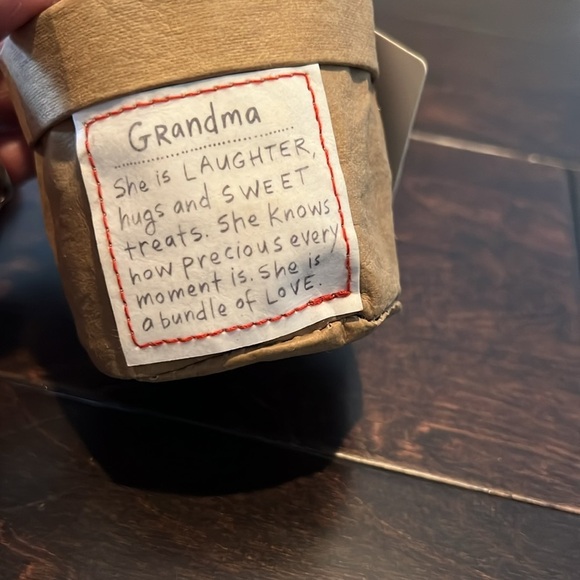 Grandma
She is LAUGHTER,
hugs and SWEET
treats. She knows
how precious every
moment is. She is
a bundle of LOVE.